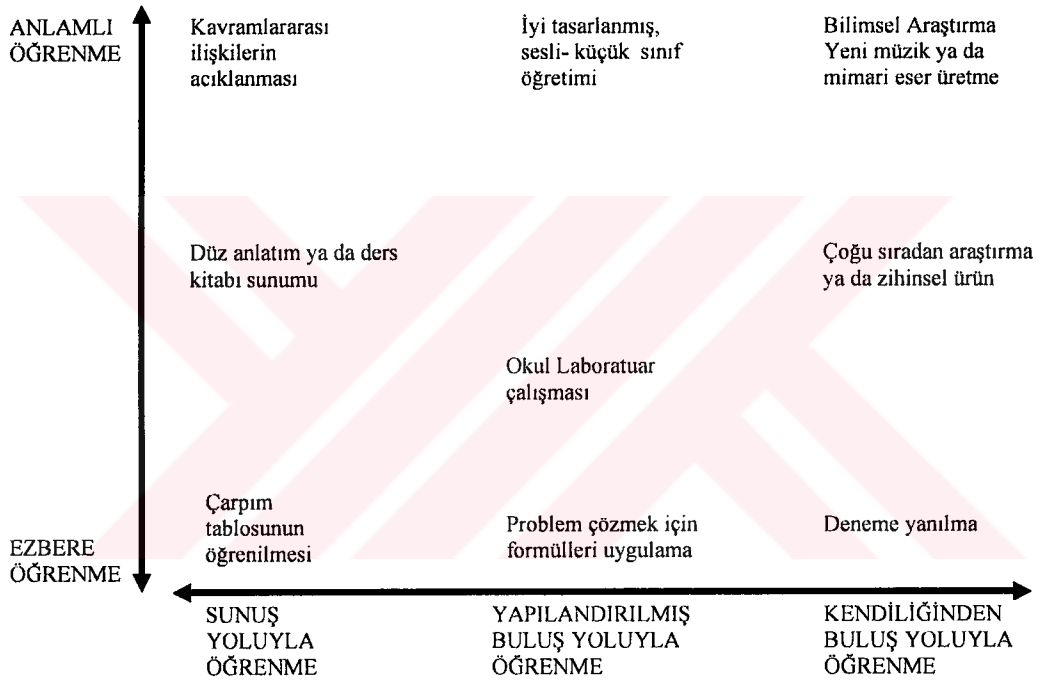 ANLAMLI
ÖĞRENME
Kavramlararası
ilişkilerin
acıklanması
İyi tasarlanmış,
sesli- küçük sınıf
öğretimi
Bilimsel Araştırma
Yeni müzik ya da
mimari eser üretme
Düz anlatım ya da ders
kitabı sunumu
Çoğu sıradan araştırma
ya da zihinsel ürün
Okul Laboratuar
çalışması
Çarpım
tablosunun
öğrenilmesi
Problem çözmek için
formülleri uygulama
Deneme yanılma
EZBERE
ÖĞRENME
SUNUŞ
YOLUYLA
ÖĞRENME
YAPILANDIRILMIŞ
BULUŞ YOLUYLA
ÖĞRENME
KENDİLİĞİNDEN
BULUŞ YOLUYLA
ÖĞRENME